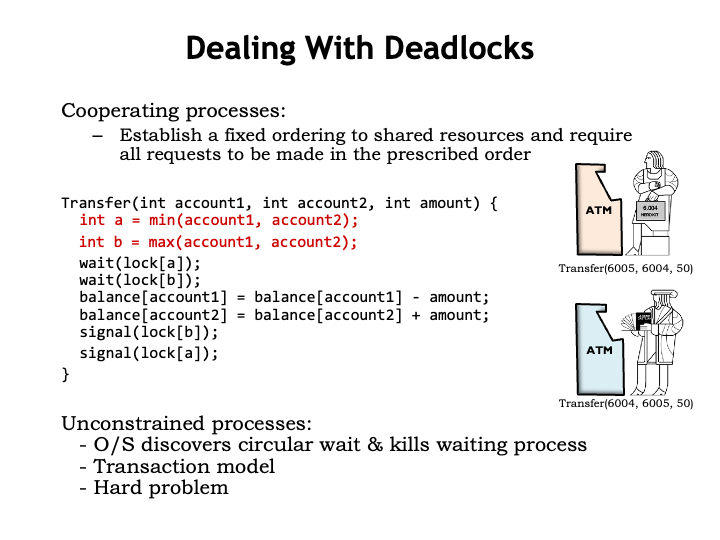 Dealing With Deadlocks
Cooperating processes:
– Establish a fixed ordering to shared resources and require
all requests to be made in the prescribed order
Transfer(int account1, int account2, int amount) {
int a = min(account1, account2);
int b = max(account1, account2);
wait(lock[a]);
wait(lock[b]);
balance[account1] = balance[account1] - amount;
balance[account2] = balance[account2] + amount;
signal(lock[b]);
signal(lock[a]);
}
ATM
6.004
NERDKIT
Transfer(6005, 6004, 50)
ATM
Transfer(6004, 6005, 50)
Unconstrained processes:
- O/S discovers circular wait & kills waiting process
- Transaction model
- Hard problem